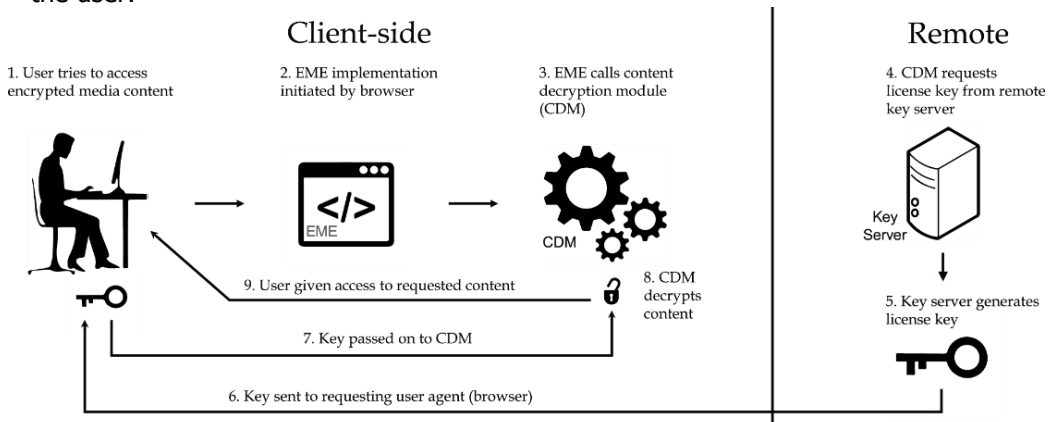 the user.
Client-side
Remote
1. User tries to access
encrypted media content
2. EME implementation
initiated by browser
3. EME calls content
decryption module
(CDM)
4. CDM requests
license key from remote
key server
</>
EME
CDM
Key
Server
9. User given access to requested content
8. CDM
decrypts
content
5. Key server generates
license key
7. Key passed on to CDM
6. Key sent to requesting user agent (browser)